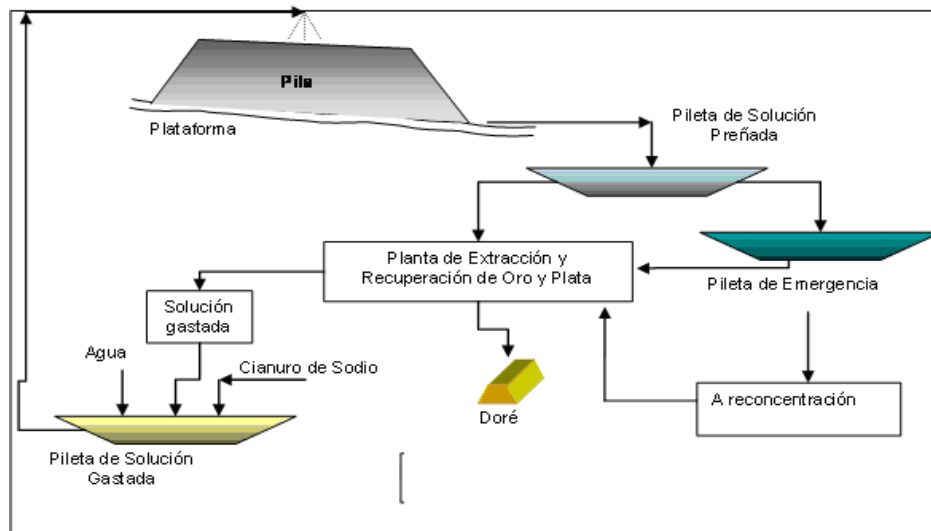 Pila
Plataforma
Pileta de Solución
Preñada
Planta de Extracción y
Recuperación de Oro y Plata
Pileta de Emergencia
Solución
gastada
Agua
Cianuro de Sodio
Doré
A reconcentración
Pileta de Solución
Gastada